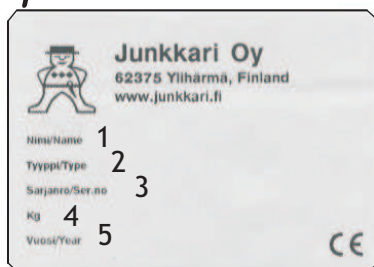 Junkkari Oy
62375 Ylihärmä, Finland
www.junkkari.fi
Nimi/Name 1
Tyyppi/Type 2
Sarjanro/Ser.no 3
Kg 4
Vuosi/Year 5
CE